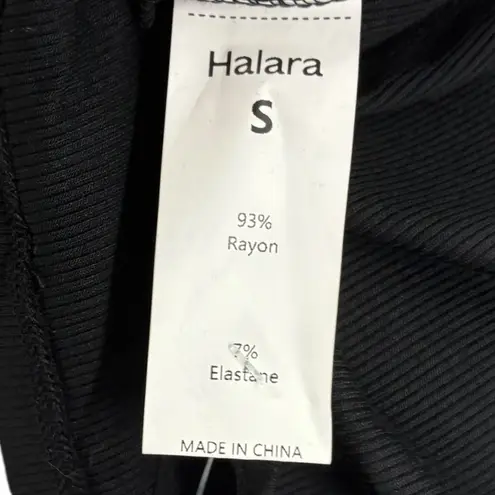 Halara
S
93%
Rayon
7%
Elastane
MADE IN CHINA